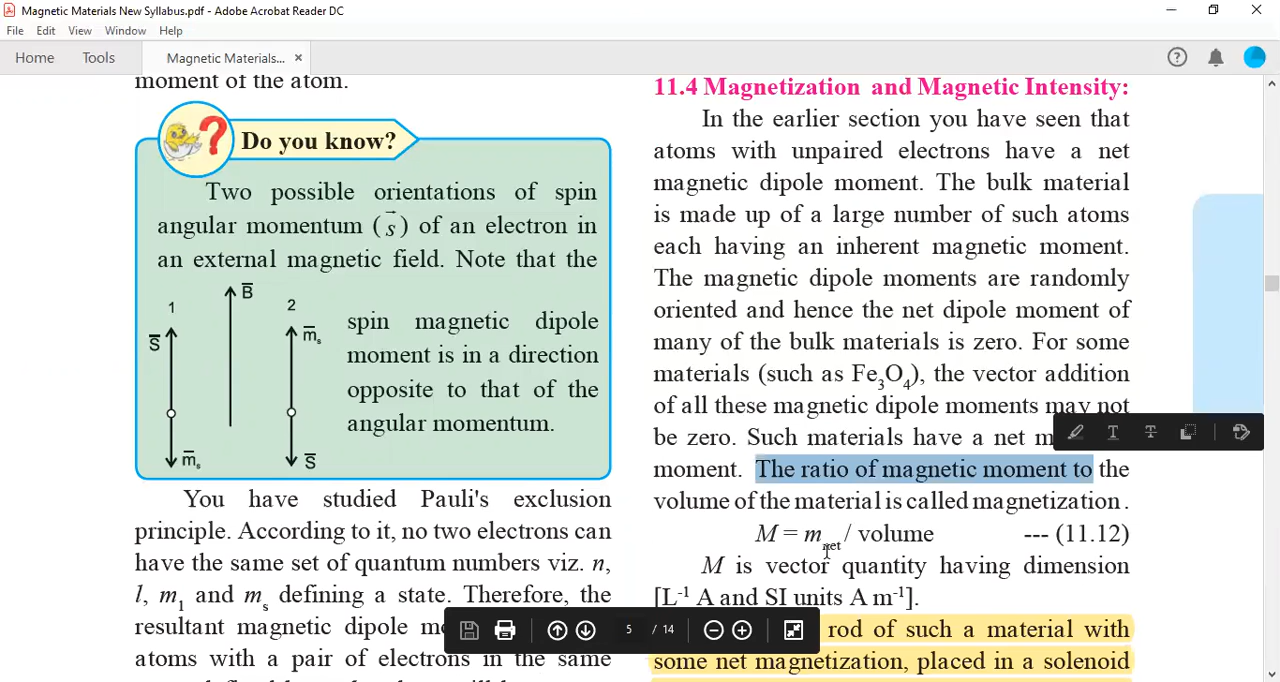 Magnetic Materials New Syllabus.pdf - Adobe Acrobat Reader DC
File Edit View Window Help
Home Tools Magnetic Materials... ×
moment of the atom.
Do you know?
Two possible orientations of spin
angular momentum (s) of an electron in
an external magnetic field. Note that the
1 B 2
S m_s
spin magnetic dipole
moment is in a direction
opposite to that of the
angular momentum.
m_s S
You have studied Pauli's exclusion
principle. According to it, no two electrons can
have the same set of quantum numbers viz. n,
l, m_l and m_s defining a state. Therefore, the
resultant magnetic dipole
atoms with a pair of electrons in the same
11.4 Magnetization and Magnetic Intensity:
In the earlier section you have seen that
atoms with unpaired electrons have a net
magnetic dipole moment. The bulk material
is made up of a large number of such atoms
each having an inherent magnetic moment.
The magnetic dipole moments are randomly
oriented and hence the net dipole moment of
many of the bulk materials is zero. For some
materials (such as Fe₃O₄), the vector addition
of all these magnetic dipole moments may not
be zero. Such materials have a net
moment. The ratio of magnetic moment to the
volume of the material is called magnetization.
M = m_net / volume --- (11.12)
M is vector quantity having dimension
[L⁻¹ A and SI units A m⁻¹].
rod of such a material with
some net magnetization, placed in a solenoid
5 / 14